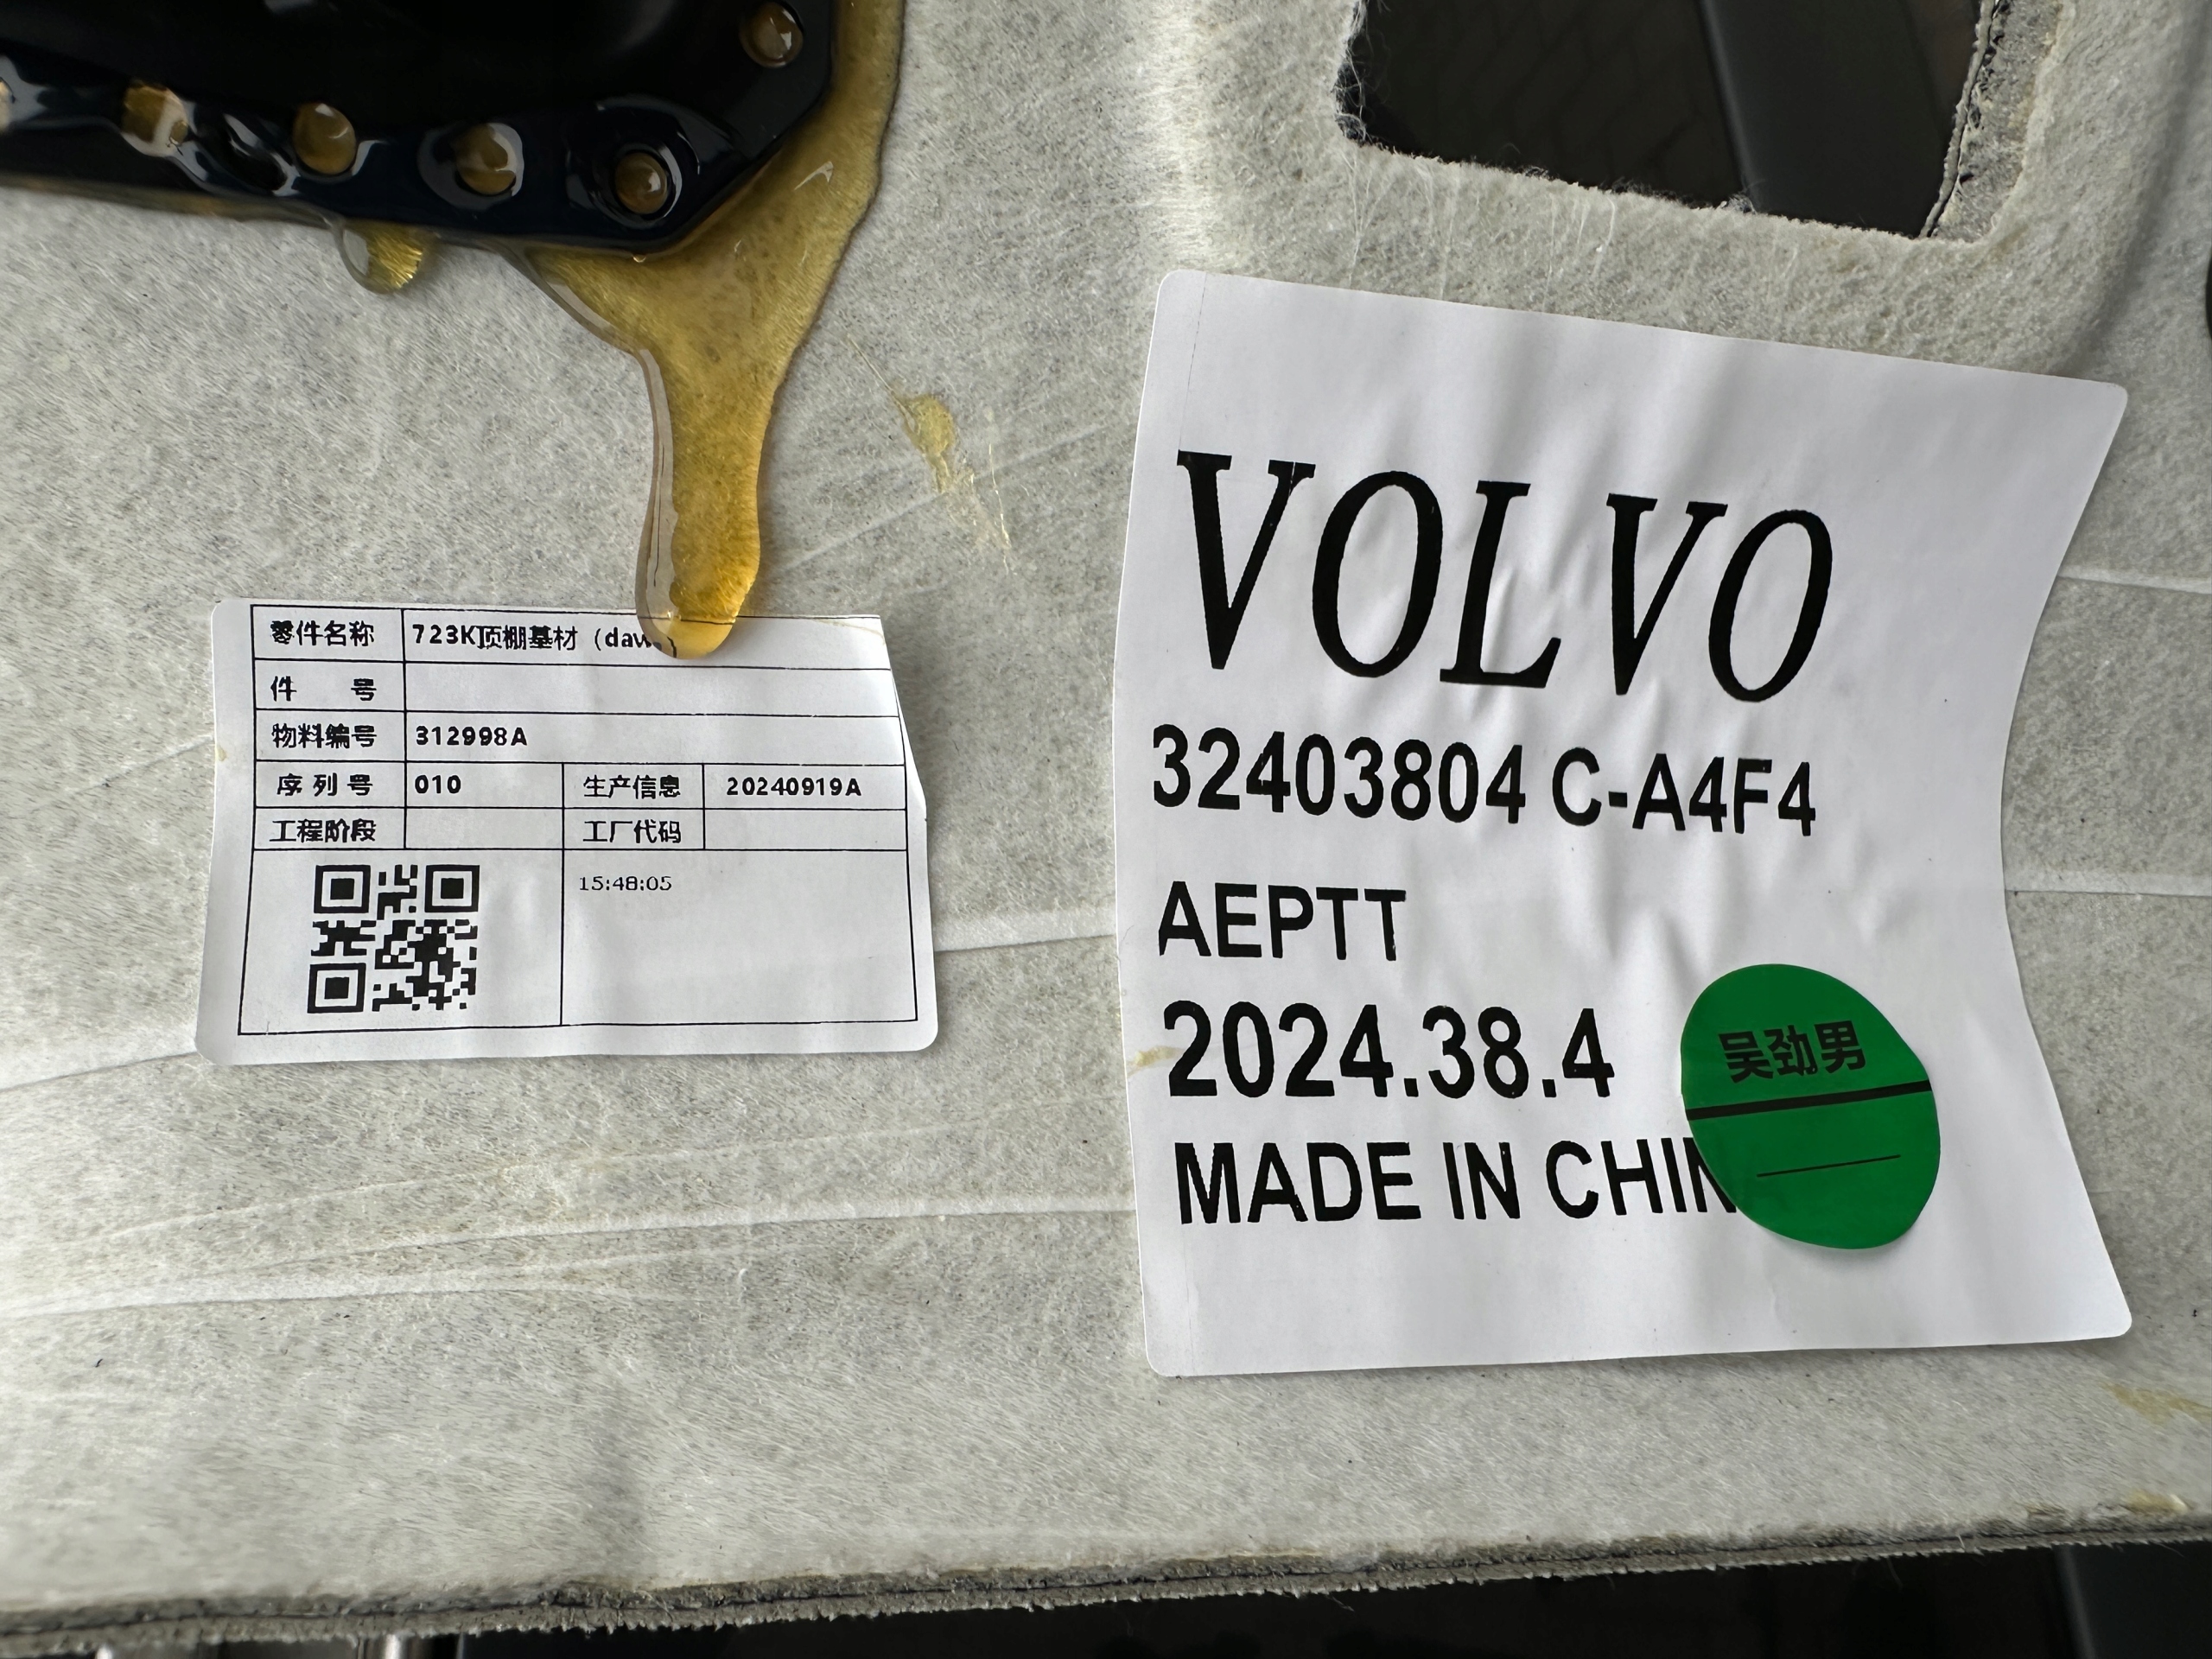 零件名称 723K顶棚基材
件 号
物料编号 312998A
序列号 010 生产信息 20240919A
工程阶段 工厂代码
15:48:05
VOLVO
32403804 C-A4F4
AEPTT
2024.38.4
MADE IN
吴劲男